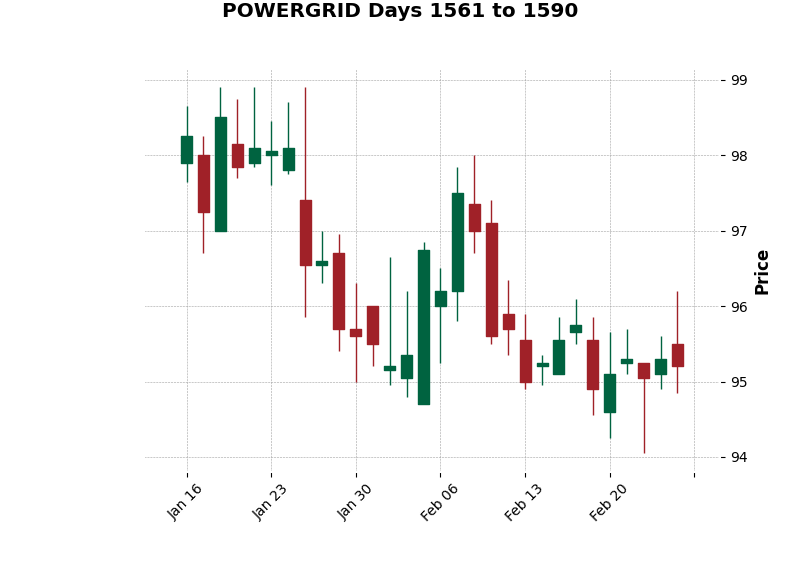 POWERGRID Days 1561 to 1590
99
98
97
96
95
94
Price
Jan 16
Jan 23
Jan 30
Feb 06
Feb 13
Feb 20